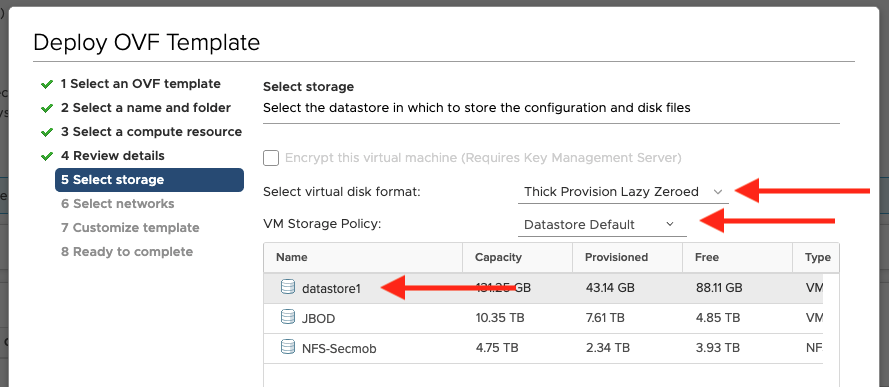 Deploy OVF Template
1 Select an OVF template
2 Select a name and folder
3 Select a compute resource
4 Review details
5 Select storage
6 Select networks
7 Customize template
8 Ready to complete
Select storage
Select the datastore in which to store the configuration and disk files
Encrypt this virtual machine (Requires Key Management Server)
Select virtual disk format: Thick Provision Lazy Zeroed
VM Storage Policy: Datastore Default
Name Capacity Provisioned Free Type
datastore1 131.25 GB 43.14 GB 88.11 GB VM
JBOD 10.35 TB 7.61 TB 4.85 TB VM
NFS-Secmob 4.75 TB 2.34 TB 3.93 TB NF